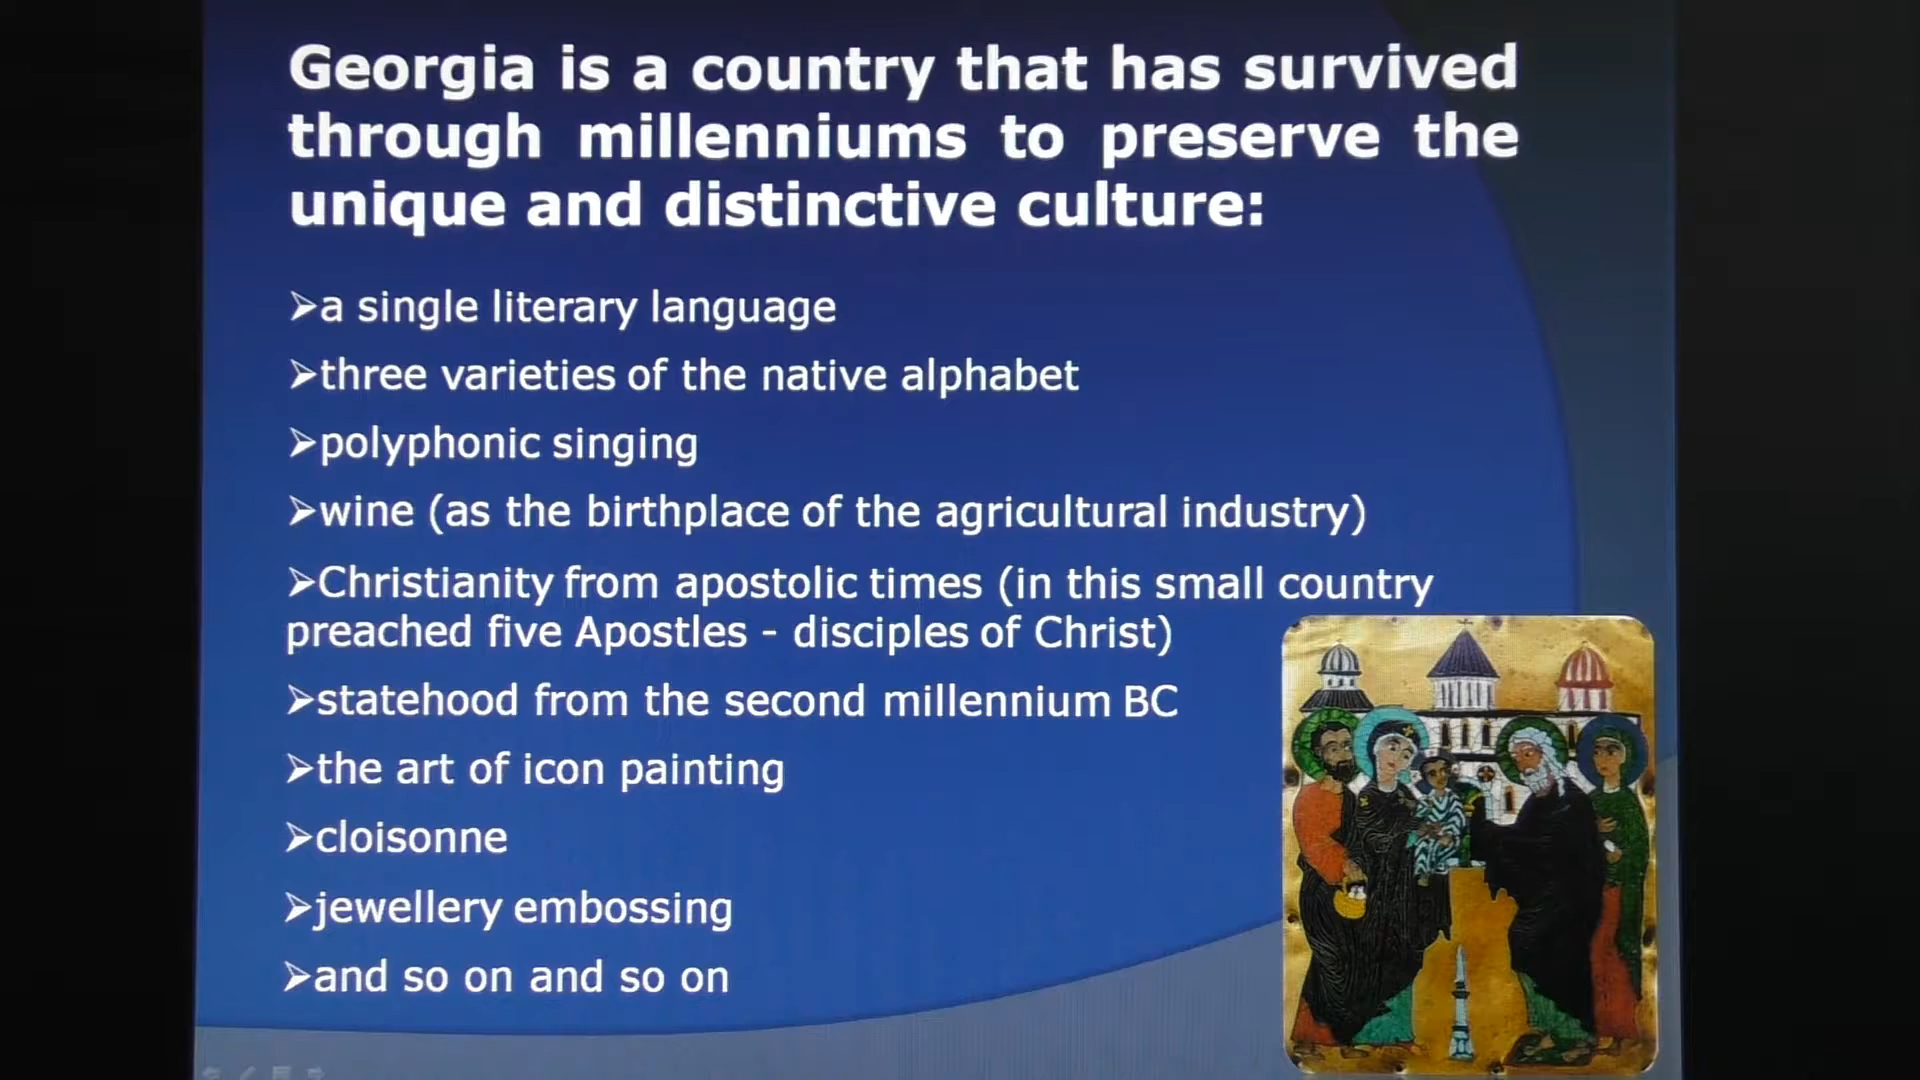 Georgia is a country that has survived
through millenniums to preserve the
unique and distinctive culture:
➢a single literary language
➢three varieties of the native alphabet
➢polyphonic singing
➢wine (as the birthplace of the agricultural industry)
➢Christianity from apostolic times (in this small country
preached five Apostles - disciples of Christ)
➢statehood from the second millennium BC
➢the art of icon painting
➢cloisonne
➢jewellery embossing
➢and so on and so on